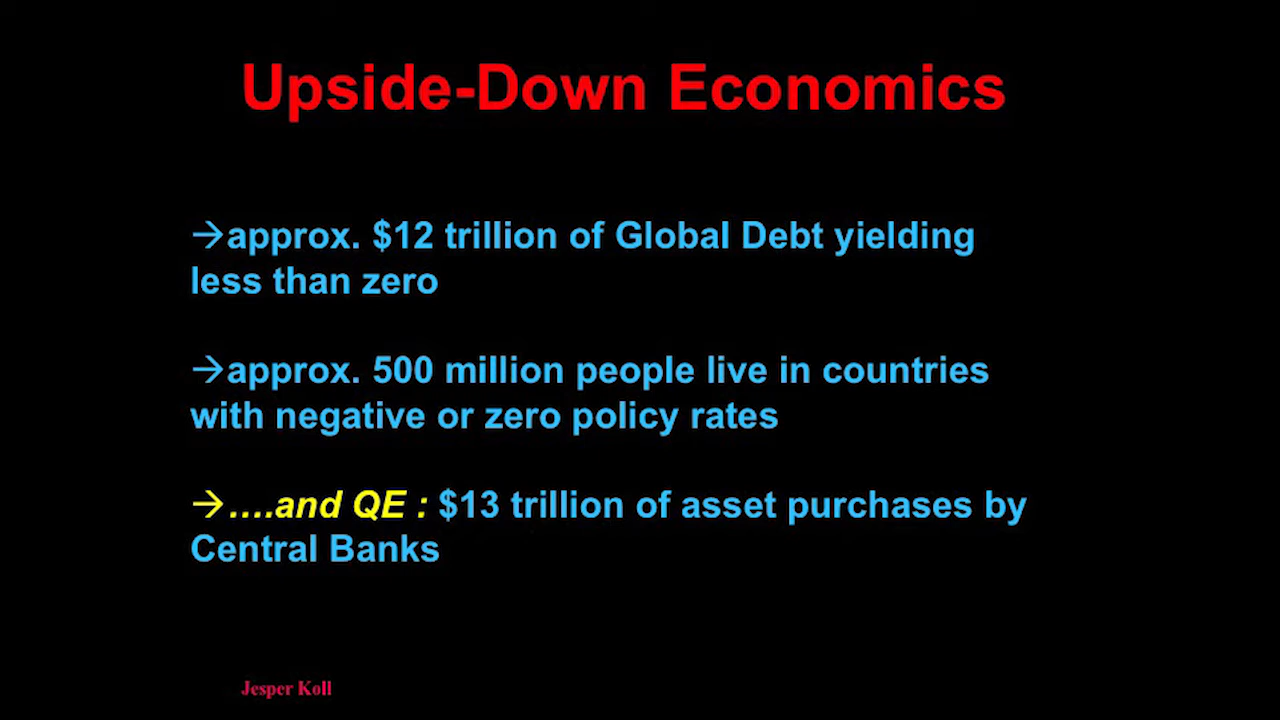 Upside-Down Economics
→approx. $12 trillion of Global Debt yielding
less than zero
→approx. 500 million people live in countries
with negative or zero policy rates
→….and QE : $13 trillion of asset purchases by
Central Banks
Jesper Koll